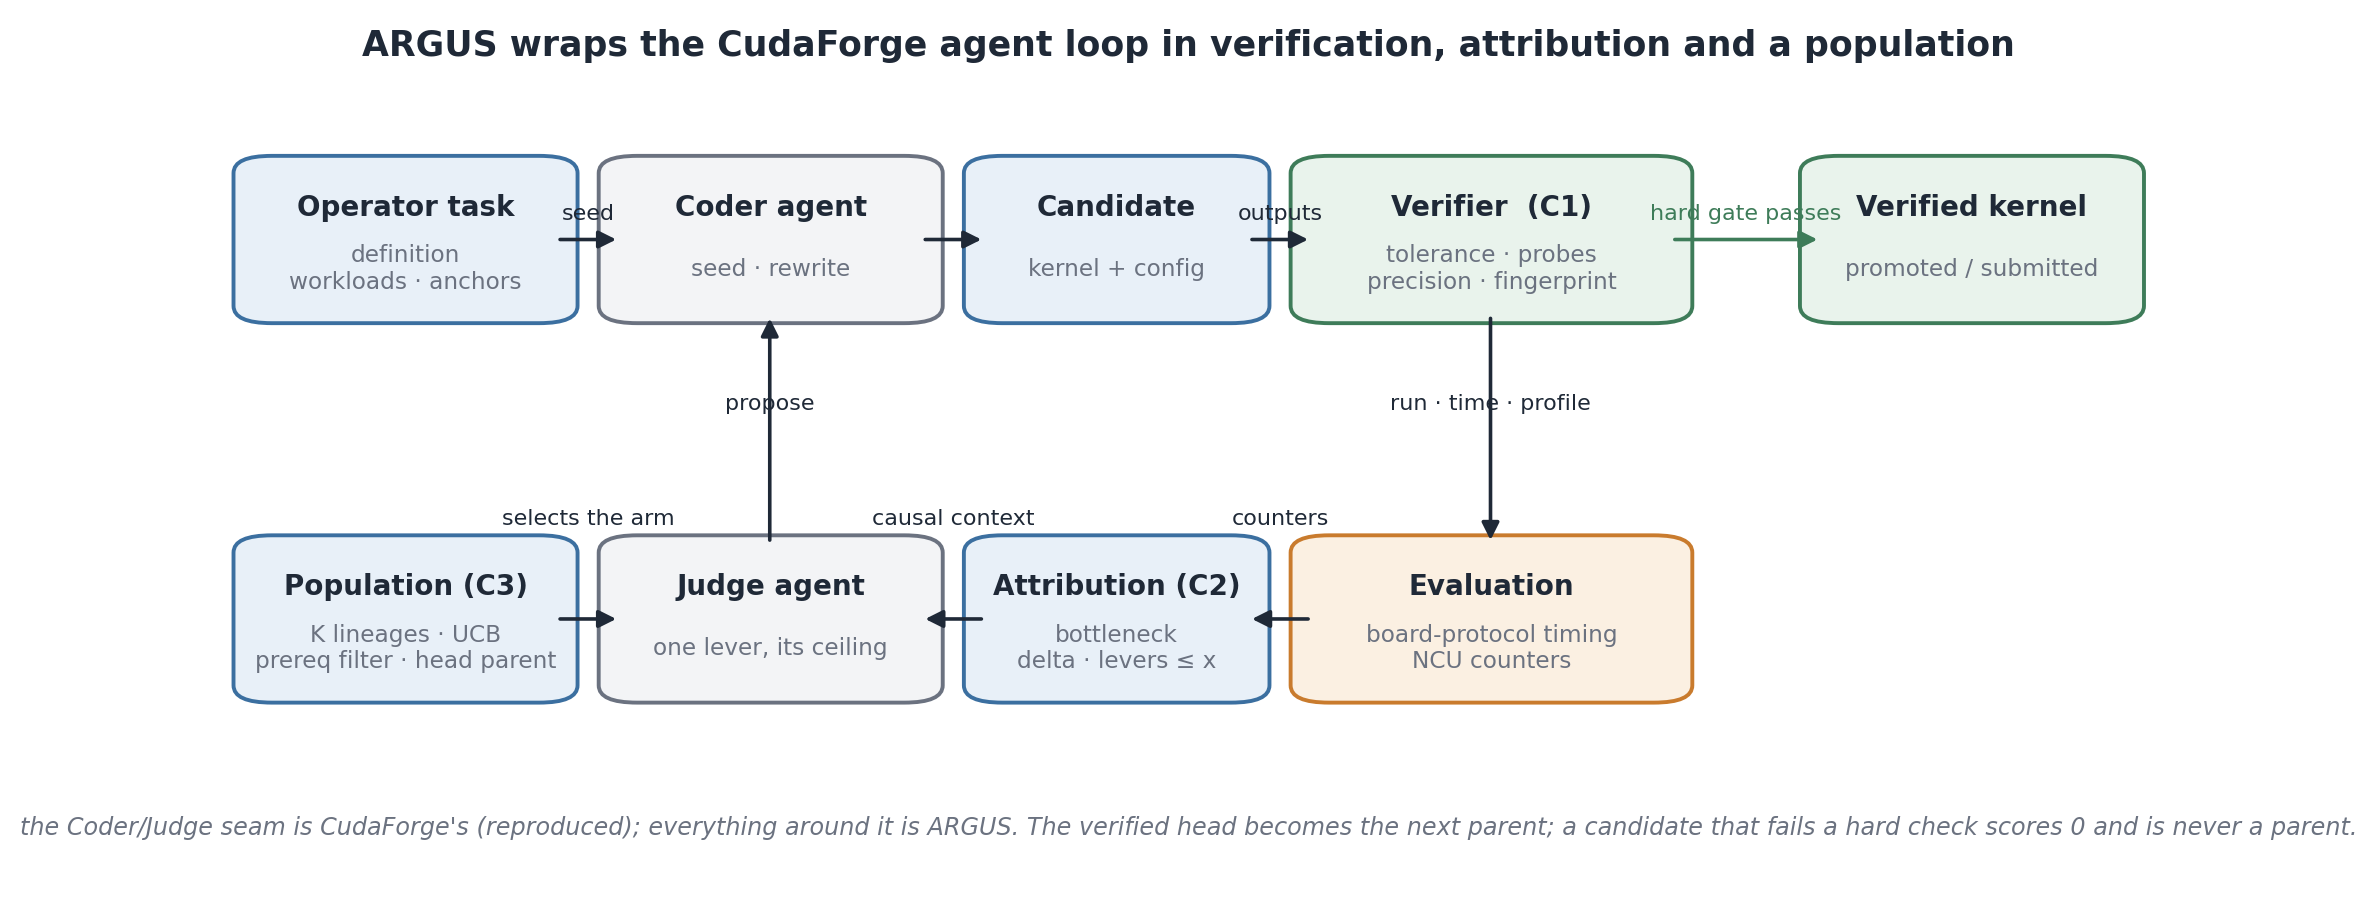 ARGUS wraps the CudaForge agent loop in verification, attribution and a population
Operator task
definition
workloads · anchors
seed
Coder agent
seed · rewrite
Candidate
kernel + config
outputs
Verifier  (C1)
tolerance · probes
precision · fingerprint
hard gate passes
Verified kernel
promoted / submitted
propose
run · time · profile
selects the arm
causal context
counters
Population (C3)
K lineages · UCB
prereq filter · head parent
Judge agent
one lever, its ceiling
Attribution (C2)
bottleneck
delta · levers ≤ x
Evaluation
board-protocol timing
NCU counters
the Coder/Judge seam is CudaForge's (reproduced); everything around it is ARGUS. The verified head becomes the next parent; a candidate that fails a hard check scores 0 and is never a parent.